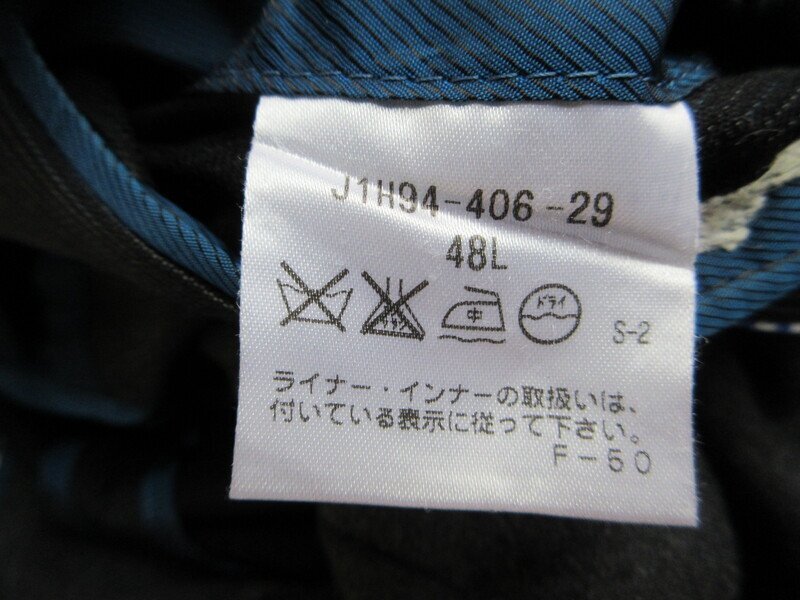 J1H94-406-29
48L
中 ドライ S-2
ライナー・インナーの取扱いは、
付いている表示に従って下さい。
F-50